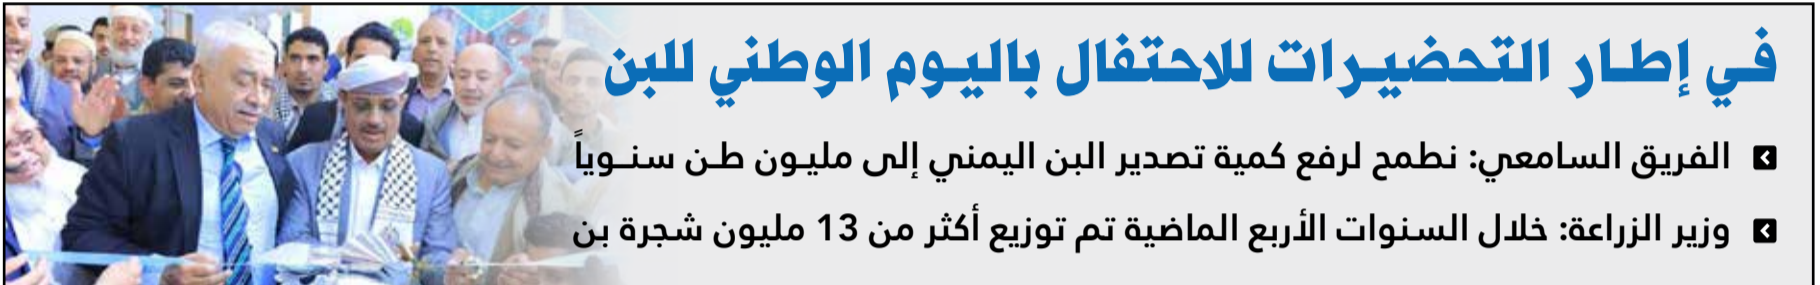 في إطار التحضيرات للاحتفال باليوم الوطني للبن
الفريق السامعي: نطمح لرفع كمية تصدير البن اليمني إلى مليون طن سنوياً
وزير الزراعة: خلال السنوات الأربع الماضية تم توزيع أكثر من 13 مليون شجرة بن